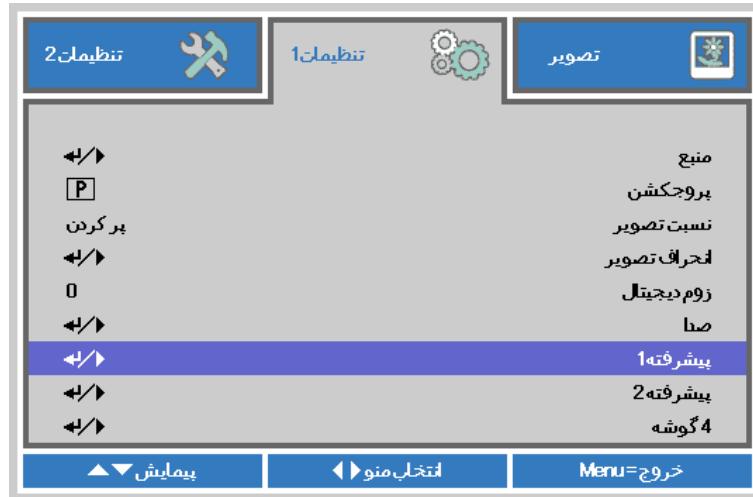 تصویر
تنظیمات1
تنظیمات2
منبع
پروجکشن P
نسبت تصویر پر کردن
انحراف تصویر
زوم دیجیتال 0
صدا
پیشرفته1
پیشرفته2
4 گوشه
خروج=Menu
انتخاب منو
پیمایش